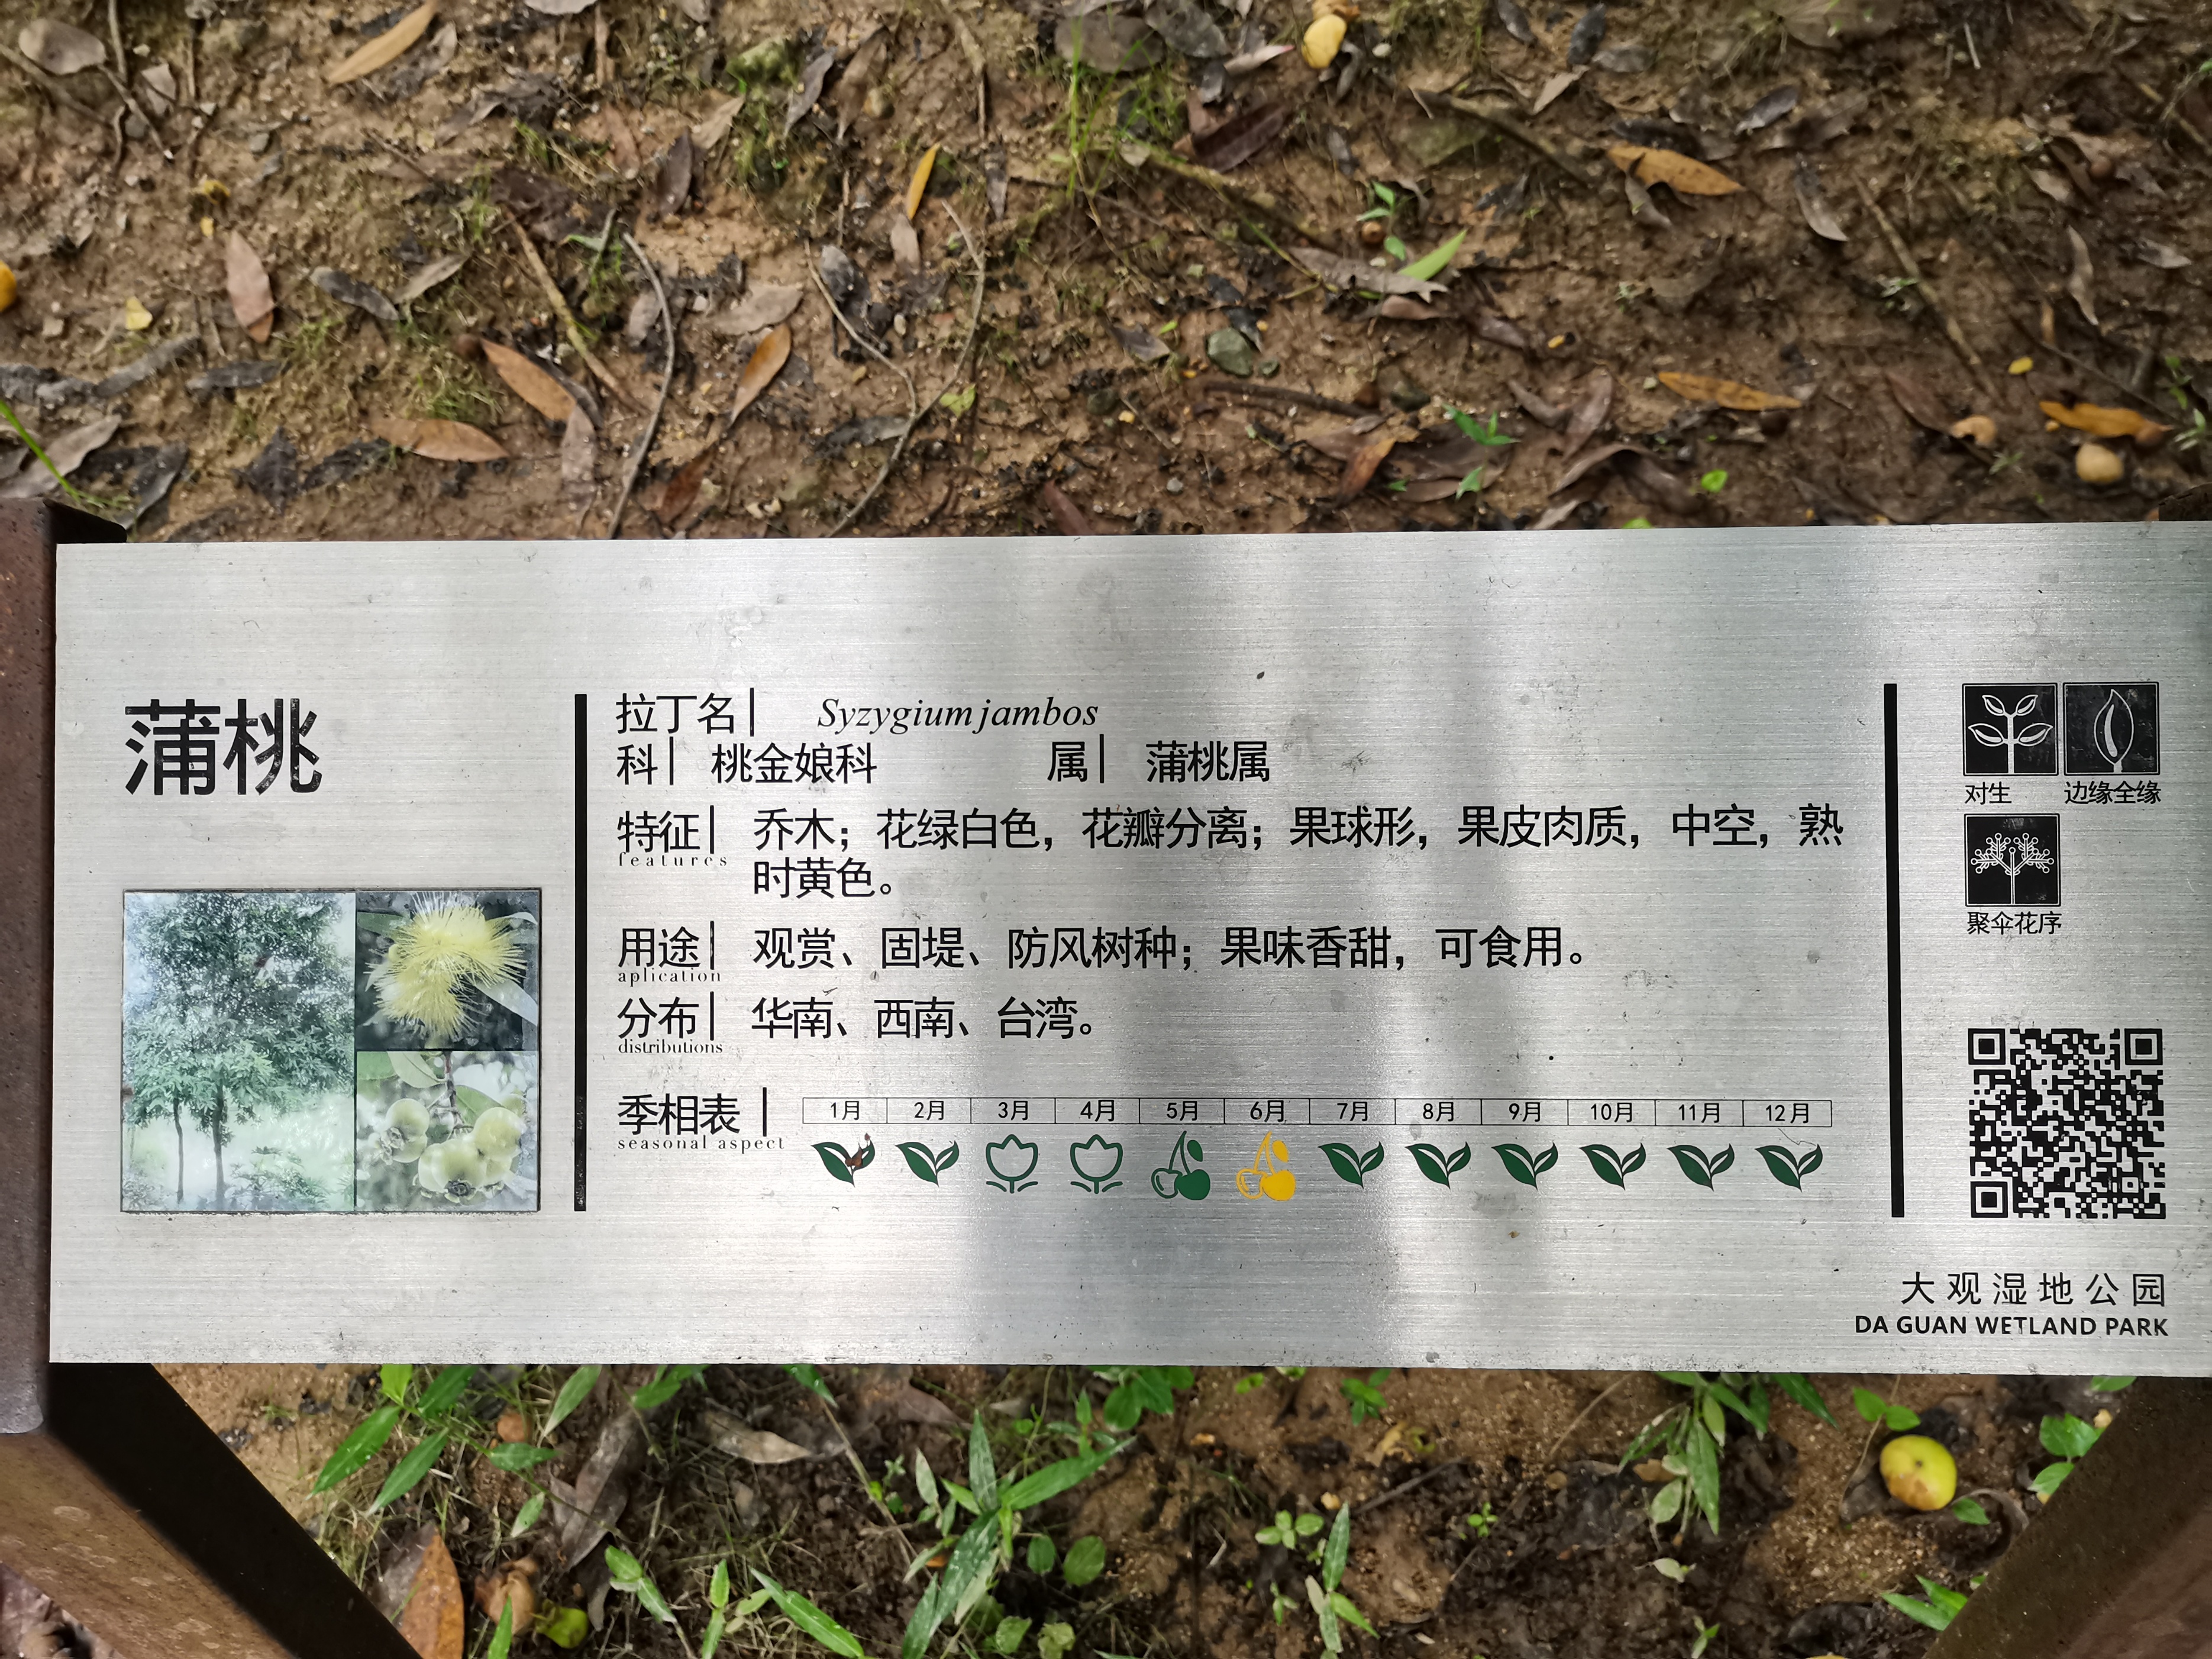 蒲桃
拉丁名| Syzygium jambos
科| 桃金娘科 属| 蒲桃属
特征| 乔木；花绿白色，花瓣分离；果球形，果皮肉质，中空，熟
features
时黄色。
用途| 观赏、固堤、防风树种；果味香甜，可食用。
aplication
分布| 华南、西南、台湾。
distributions
季相表| 1月 2月 3月 4月 5月 6月 7月 8月 9月 10月 11月 12月
seasonal aspect
对生 边缘全缘
聚伞花序
大观湿地公园
DA GUAN WETLAND PARK